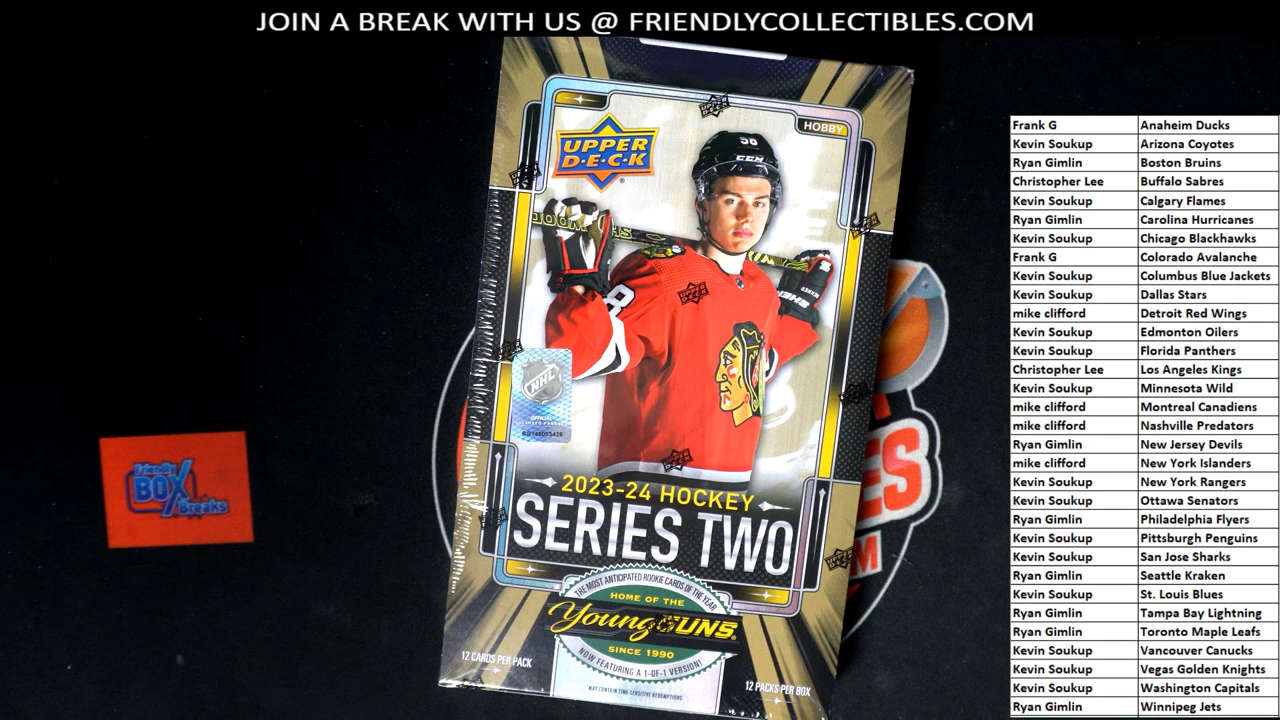 JOIN A BREAK WITH US @ FRIENDLYCOLLECTIBLES.COM
HOBBY
UPPER
D·E·C·K
98
CCM
8
NHL
2023-24 HOCKEY
SERIES TWO
THE MOST ANTICIPATED ROOKIE CARDS OF THE YEAR
HOME OF THE
Young GUNS
SINCE 1990
NOW FEATURING A 1-OF-1 VERSION!
12 CARDS PER PACK
12 PACKS PER BOX
*MAY CONTAIN TIME-SENSITIVE REDEMPTIONS
Friendly
BOX
Breaks
Frank G Anaheim Ducks
Kevin Soukup Arizona Coyotes
Ryan Gimlin Boston Bruins
Christopher Lee Buffalo Sabres
Kevin Soukup Calgary Flames
Ryan Gimlin Carolina Hurricanes
Kevin Soukup Chicago Blackhawks
Frank G Colorado Avalanche
Kevin Soukup Columbus Blue Jackets
Kevin Soukup Dallas Stars
mike clifford Detroit Red Wings
Kevin Soukup Edmonton Oilers
Kevin Soukup Florida Panthers
Christopher Lee Los Angeles Kings
Kevin Soukup Minnesota Wild
mike clifford Montreal Canadiens
mike clifford Nashville Predators
Ryan Gimlin New Jersey Devils
mike clifford New York Islanders
Kevin Soukup New York Rangers
Kevin Soukup Ottawa Senators
Ryan Gimlin Philadelphia Flyers
Kevin Soukup Pittsburgh Penguins
Kevin Soukup San Jose Sharks
Ryan Gimlin Seattle Kraken
Kevin Soukup St. Louis Blues
Ryan Gimlin Tampa Bay Lightning
Ryan Gimlin Toronto Maple Leafs
Kevin Soukup Vancouver Canucks
Kevin Soukup Vegas Golden Knights
Kevin Soukup Washington Capitals
Ryan Gimlin Winnipeg Jets